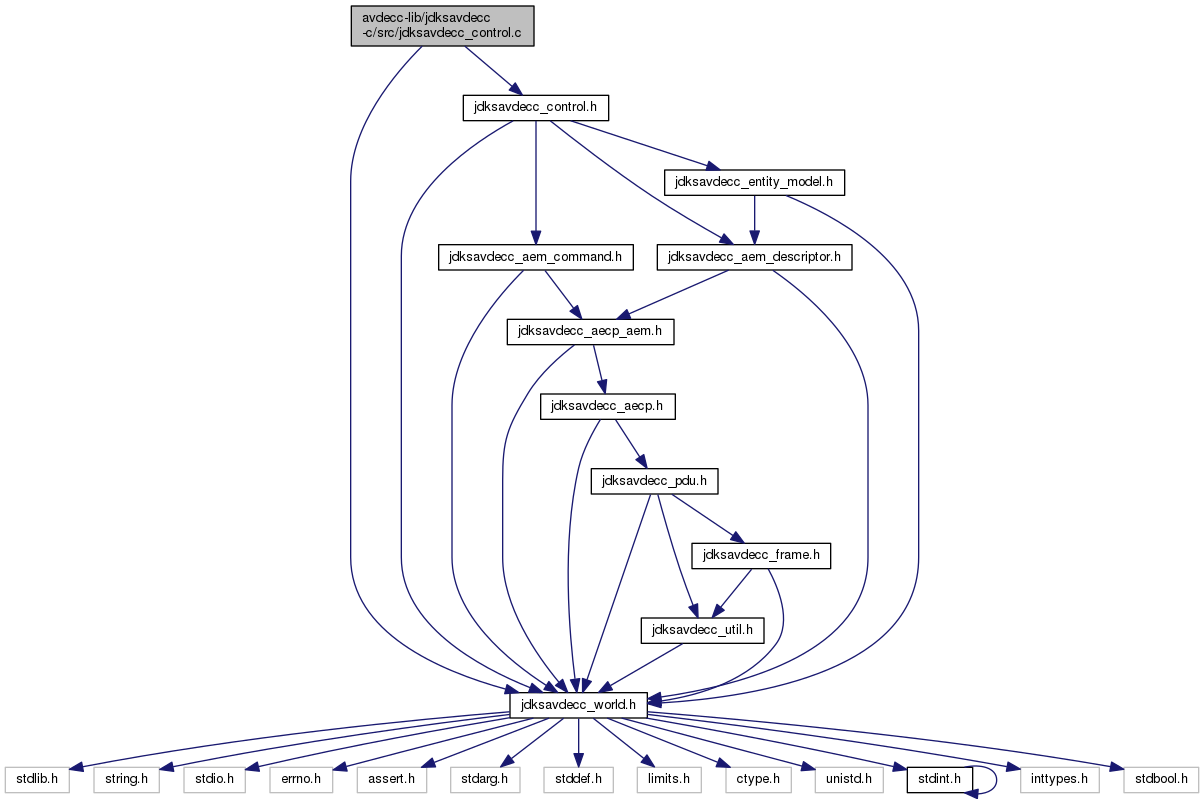 avdecc-lib/jdksavdecc
-c/src/jdksavdecc_control.c
jdksavdecc_control.h
jdksavdecc_entity_model.h
jdksavdecc_aem_command.h
jdksavdecc_aem_descriptor.h
jdksavdecc_aecp_aem.h
jdksavdecc_aecp.h
jdksavdecc_pdu.h
jdksavdecc_frame.h
jdksavdecc_util.h
jdksavdecc_world.h
stdlib.h
string.h
stdio.h
errno.h
assert.h
stdarg.h
stddef.h
limits.h
ctype.h
unistd.h
stdint.h
inttypes.h
stdbool.h